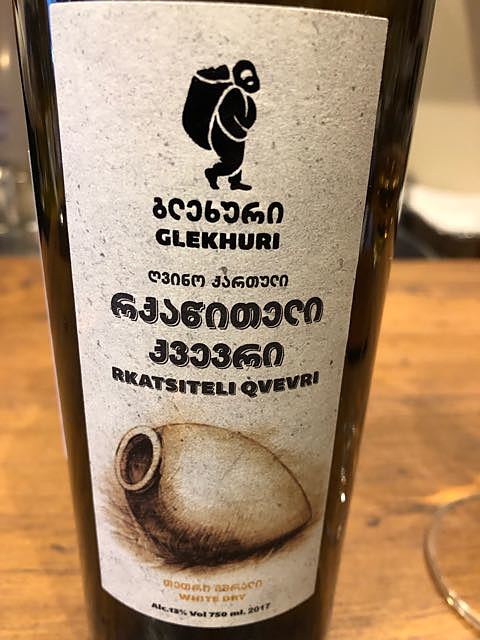 გლეხური
GLEKHURI
ღვინო ქართული
რქაწითელი
ქვევრი
RKATSITELI QVEVRI
თეთრი მშრალი
WHITE DRY
Alc.13% Vol 750 ml. 2017